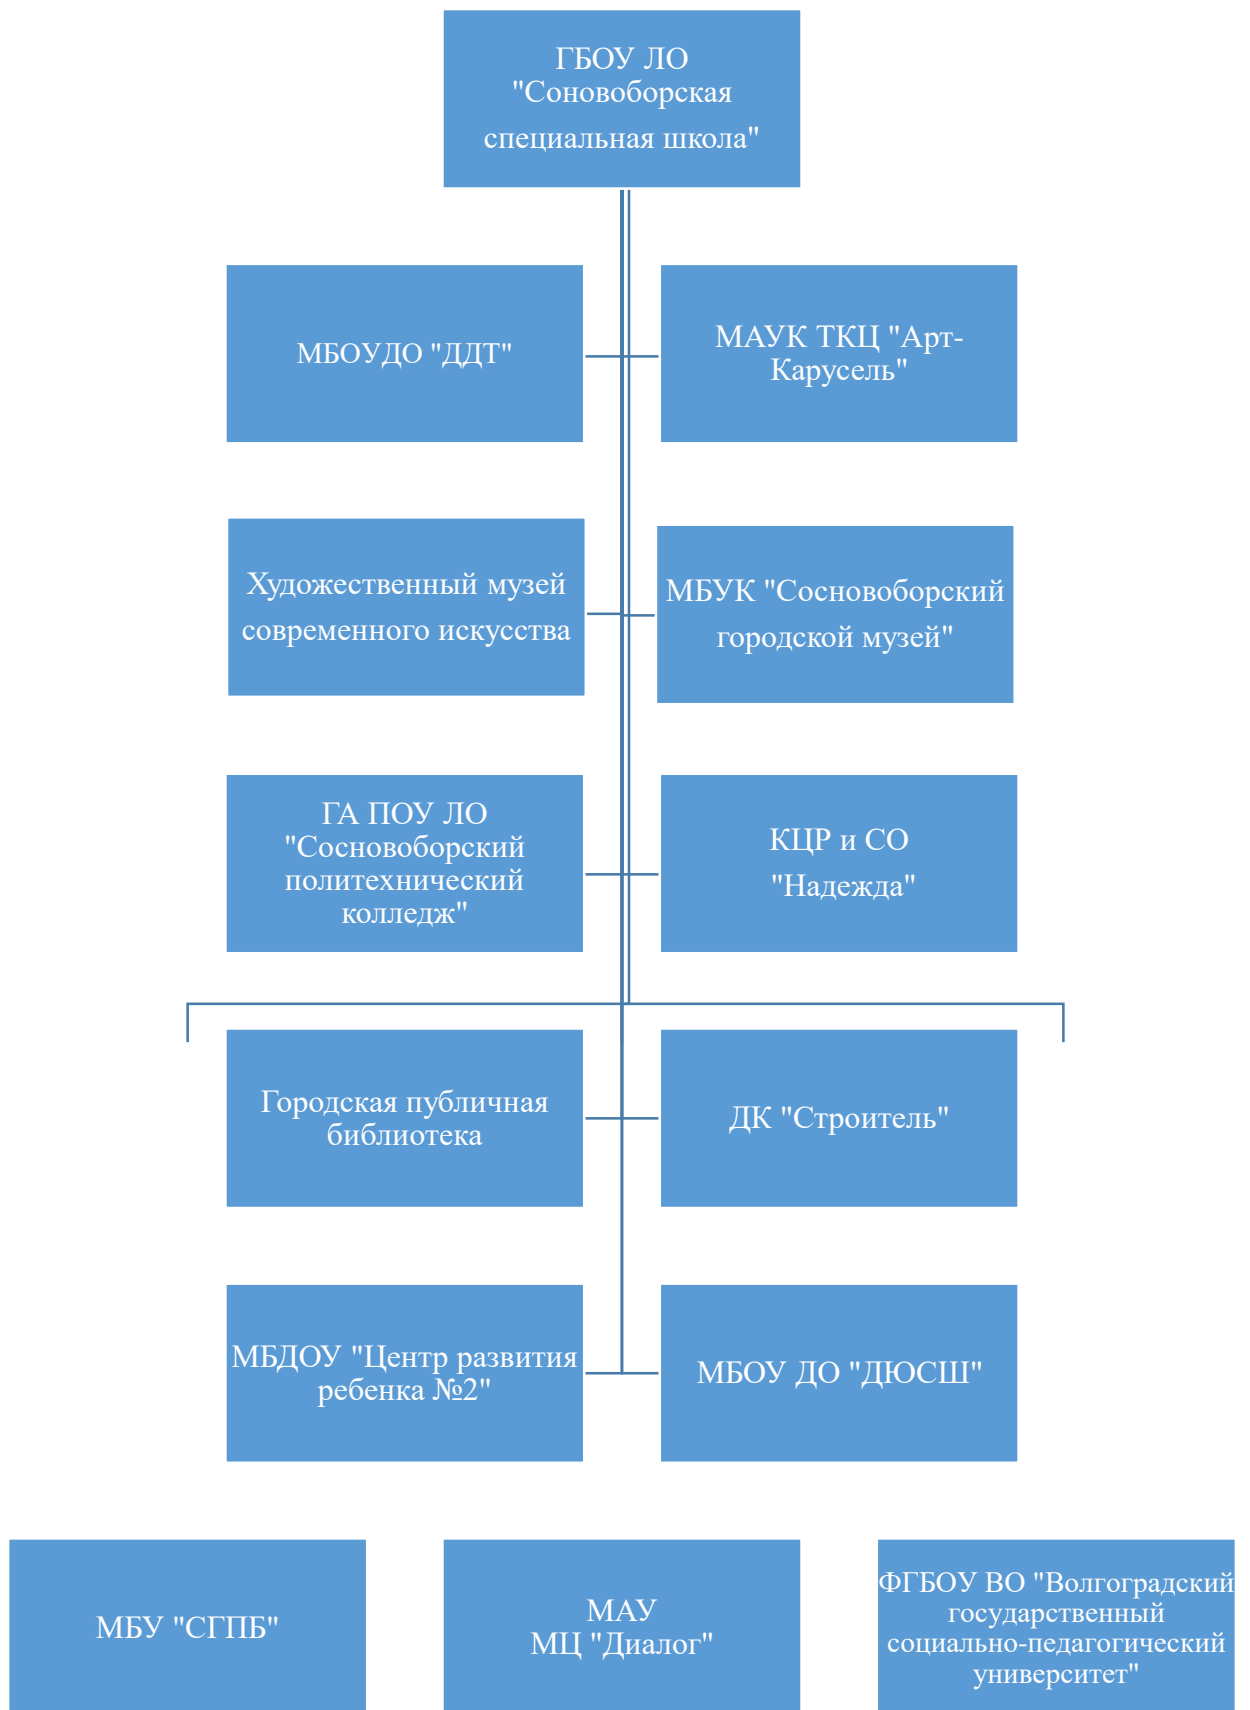 ГБОУ ЛО
"Соновоборская
специальная школа"
МБОУДО "ДДТ"
МАУК ТКЦ "Арт-
Карусель"
Художественный музей
современного искусства
МБУК "Сосновоборский
городской музей"
ГА ПОУ ЛО
"Сосновоборский
политехнический
колледж"
КЦР и СО
"Надежда"
Городская публичная
библиотека
ДК "Строитель"
МБДОУ "Центр развития
ребенка №2"
МБОУ ДО "ДЮСШ"
МБУ "СГПБ"
МАУ
МЦ "Диалог"
ФГБОУ ВО "Волгоградский
государственный
социально-педагогический
университет"